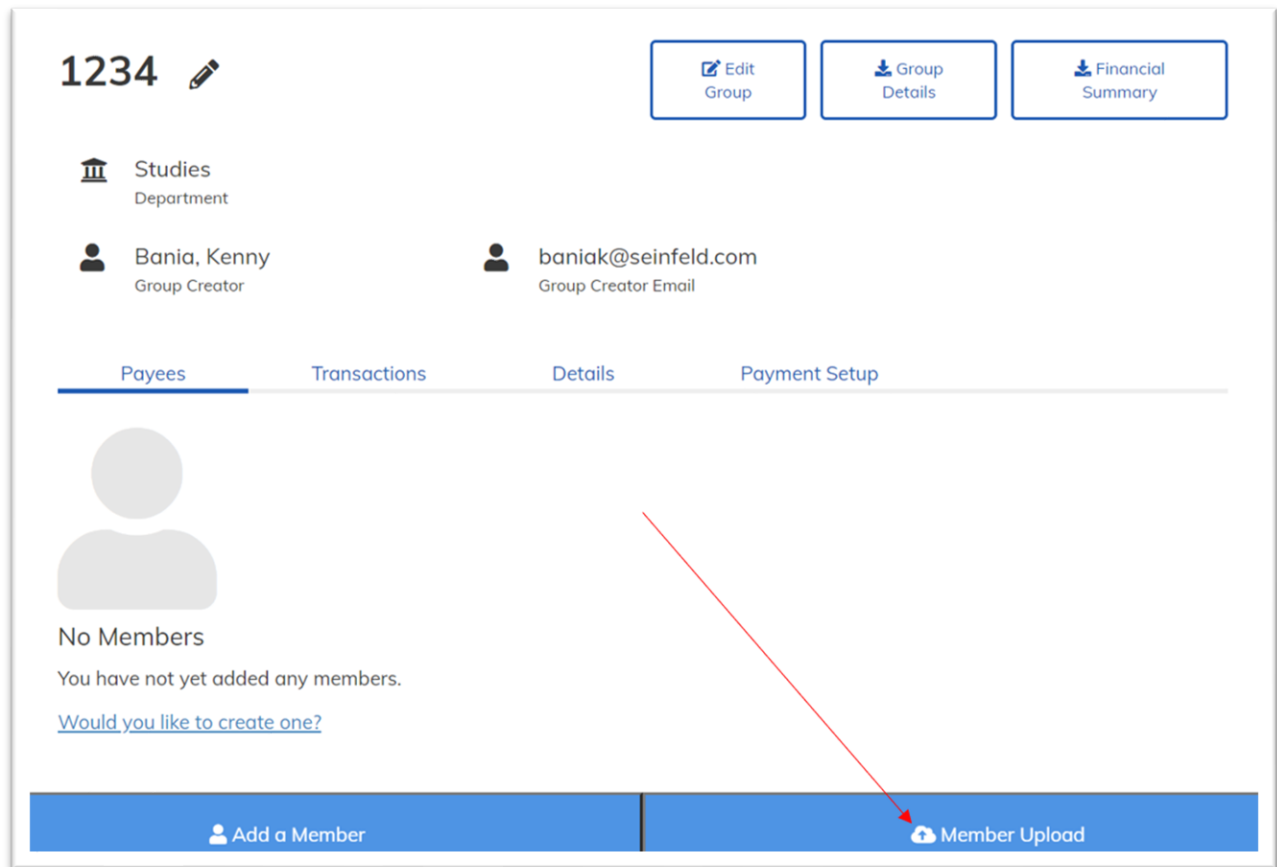 1234
Edit
Group
Group
Details
Financial
Summary
Studies
Department
Bania, Kenny
Group Creator
baniak@seinfeld.com
Group Creator Email
Payees Transactions Details Payment Setup
No Members
You have not yet added any members.
Would you like to create one?
Add a Member
Member Upload